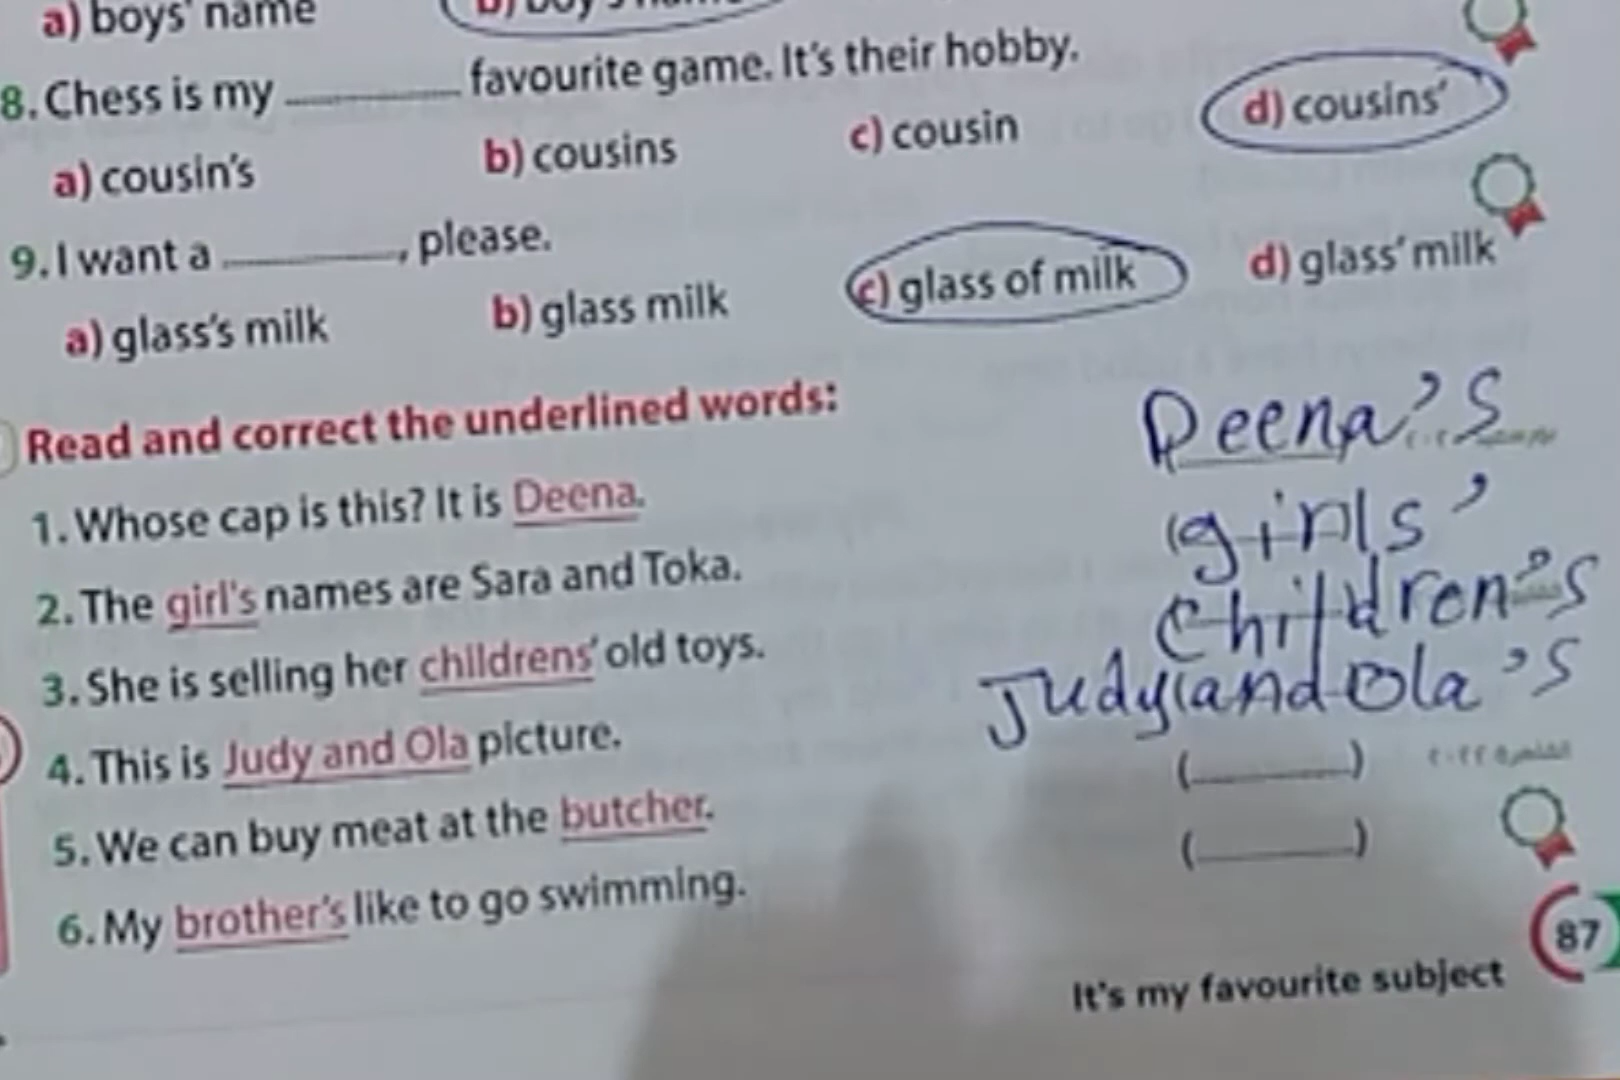 a) boys' name
8. Chess is my ________ favourite game. It's their hobby.
a) cousin's b) cousins c) cousin d) cousins'
9. I want a ________, please.
a) glass's milk b) glass milk c) glass of milk d) glass' milk
Read and correct the underlined words:
1. Whose cap is this? It is Deena. Deena's
2. The girl's names are Sara and Toka. girls'
3. She is selling her childrens' old toys. Children's
4. This is Judy and Ola picture. Judy and Ola's
5. We can buy meat at the butcher. (________)
6. My brother's like to go swimming. (________)
87
It's my favourite subject